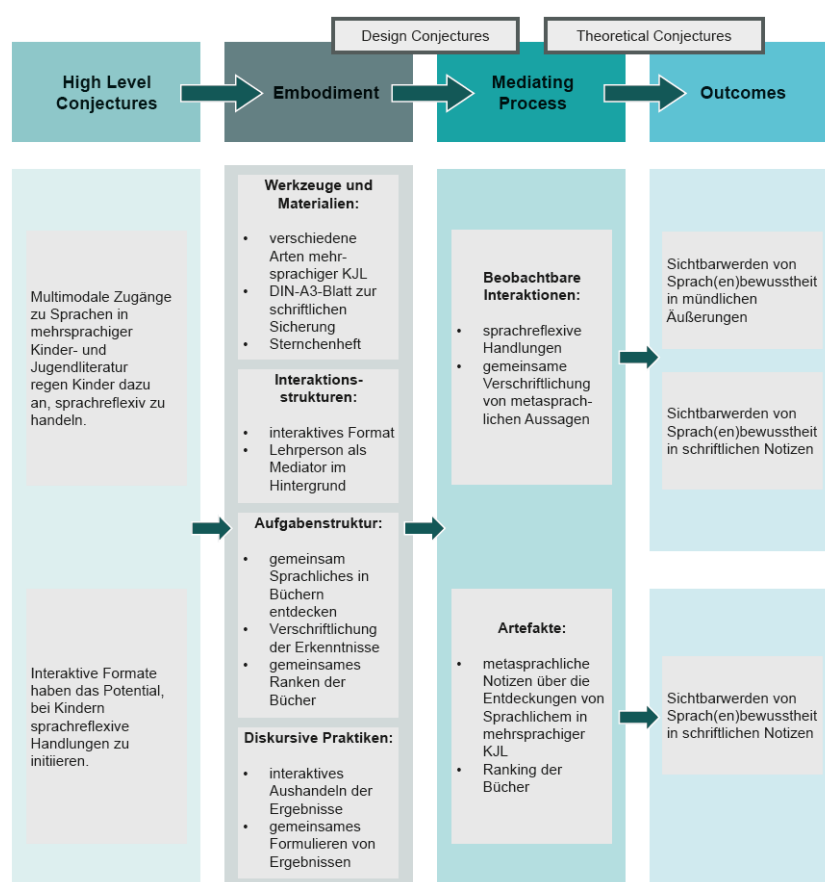 Design Conjectures
Theoretical Conjectures
High Level
Conjectures
Embodiment
Mediating
Process
Outcomes
Multimodale Zugänge
zu Sprachen in
mehrsprachiger
Kinder- und
Jugendliteratur
regen Kinder dazu
an, sprachreflexiv zu
handeln.
Interaktive Formate
haben das Potential,
bei Kindern
sprachreflexive
Handlungen zu
initiieren.
Werkzeuge und
Materialien:
• verschiedene
Arten mehr-
sprachiger KJL
• DIN-A3-Blatt zur
schriftlichen
Sicherung
• Sternchenheft
Interaktions-
strukturen:
• interaktives Format
• Lehrperson als
Mediator im
Hintergrund
Aufgabenstruktur:
• gemeinsam
Sprachliches in
Büchern
entdecken
• Verschriftlichung
der Erkenntnisse
• gemeinsames
Ranken der
Bücher
Diskursive Praktiken:
• interaktives
Aushandeln der
Ergebnisse
• gemeinsames
Formulieren von
Ergebnissen
Beobachtbare
Interaktionen:
• sprachreflexive
Handlungen
• gemeinsame
Verschriftlichung
von metasprach-
lichen Aussagen
Artefakte:
• metasprachliche
Notizen über die
Entdeckungen von
Sprachlichem in
mehrsprachiger
KJL
• Ranking der
Bücher
Sichtbarwerden von
Sprach(en)bewusstheit
in mündlichen
Äußerungen
Sichtbarwerden von
Sprach(en)bewusstheit
in schriftlichen Notizen
Sichtbarwerden von
Sprach(en)bewusstheit
in schriftlichen Notizen